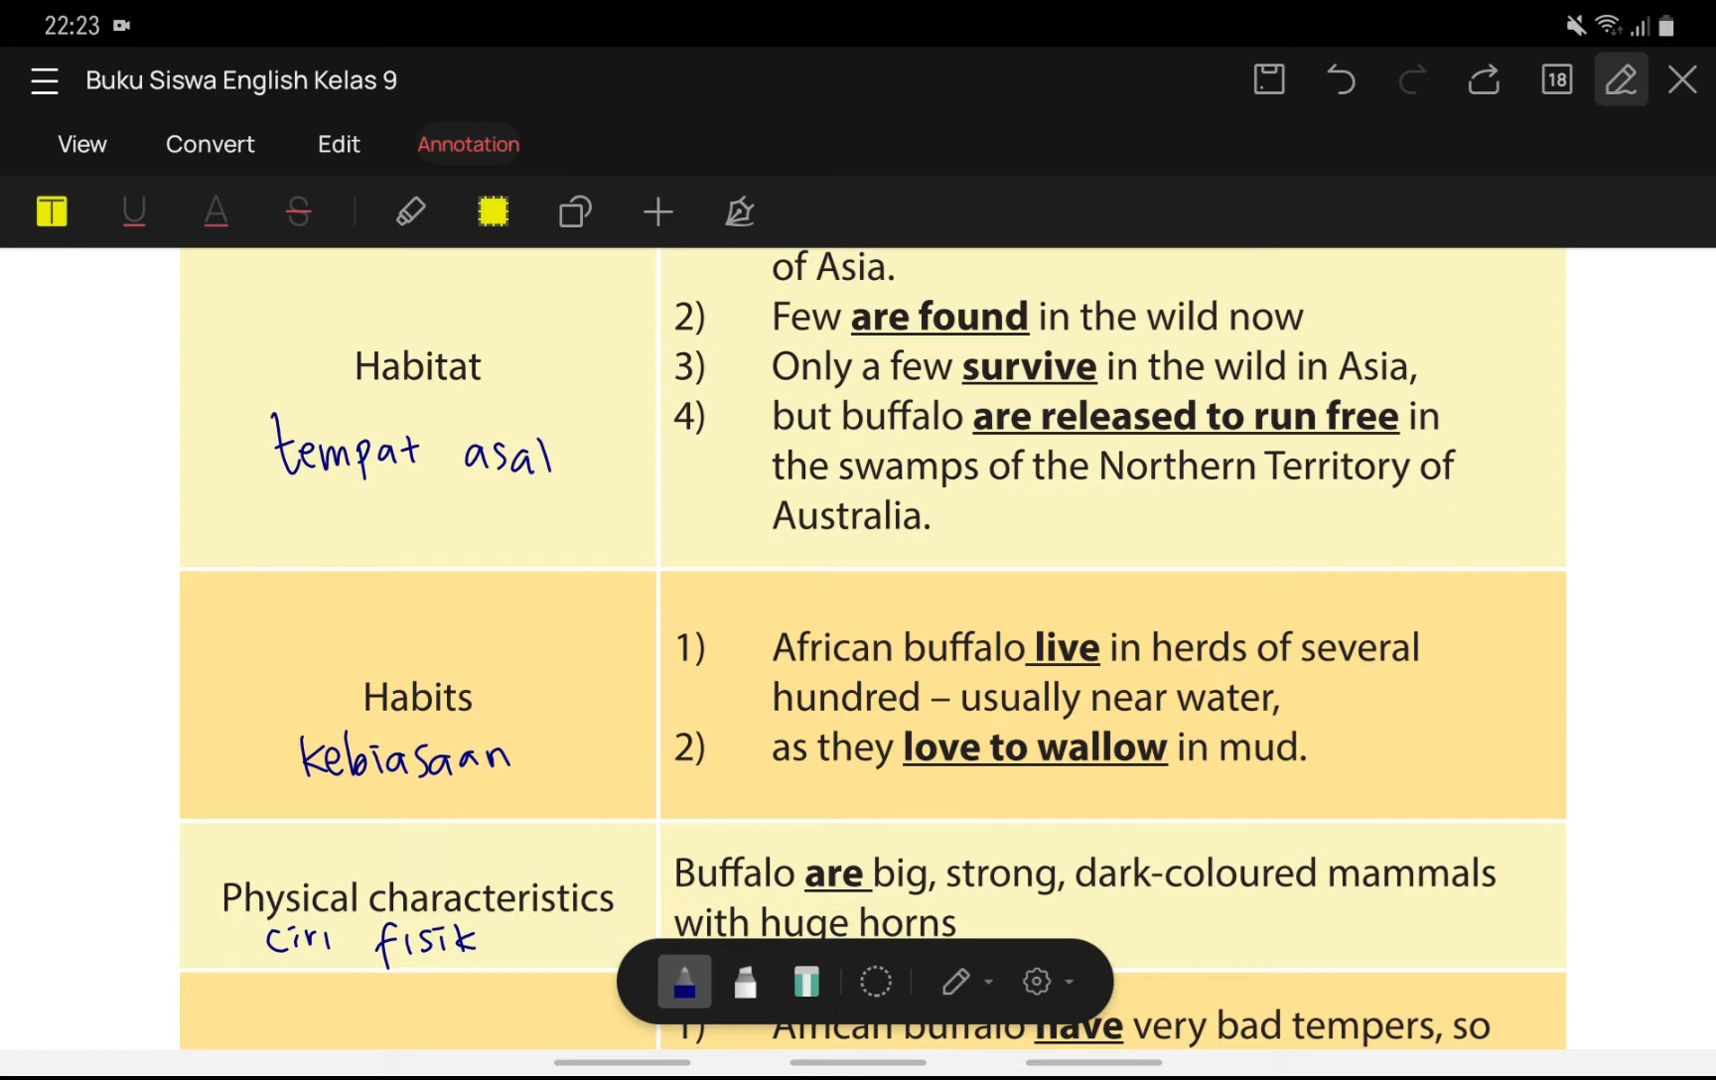 22:23
Buku Siswa English Kelas 9
18
View Convert Edit Annotation
T U A S
of Asia.
2) Few are found in the wild now
Habitat
3) Only a few survive in the wild in Asia,
4) but buffalo are released to run free in
tempat asal
the swamps of the Northern Territory of
Australia.
1) African buffalo live in herds of several
Habits
hundred – usually near water,
kebiasaan
2) as they love to wallow in mud.
Physical characteristics
ciri fisik
Buffalo are big, strong, dark-coloured mammals
with huge horns
1) African buffalo have very bad tempers, so